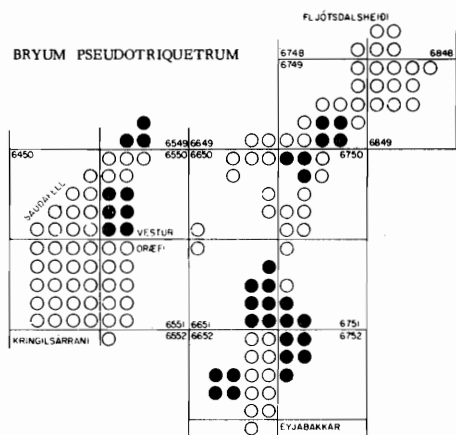 FLJÓTSDALSHEIÐI
BRYUM PSEUDOTRIQUETRUM
6748 6848
6749
6549 6649 6849
6450 6550 6650 6750
SAUÐAFELL
VESTUR
ÖRÆFI
6551 6651 6751
KRINGILSÁRRANI 6552 6652 6752
EYJABAKKAR